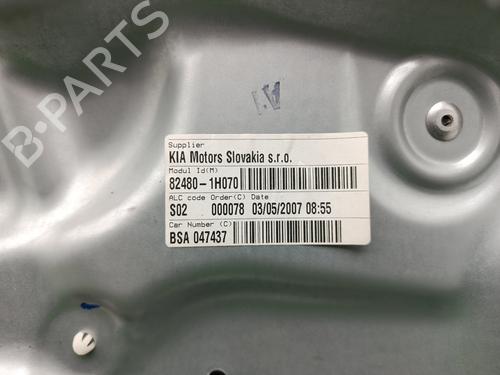 Supplier
KIA Motors Slovakia s.r.o.
Modul Id(M)
82480-1H070
ALC code Order(C) Date
S02 000078 03/05/2007 08:55
Car Number (C)
BSA 047437
B-PARTS